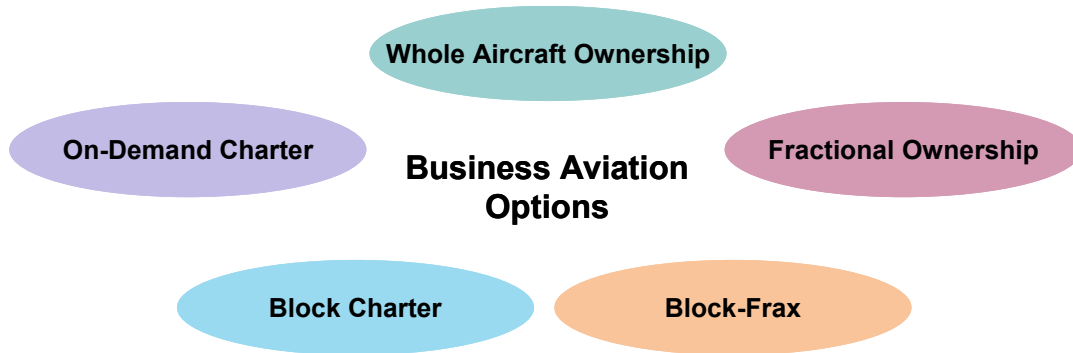 Whole Aircraft Ownership
On-Demand Charter
Fractional Ownership
Business Aviation
Options
Block Charter
Block-Frax